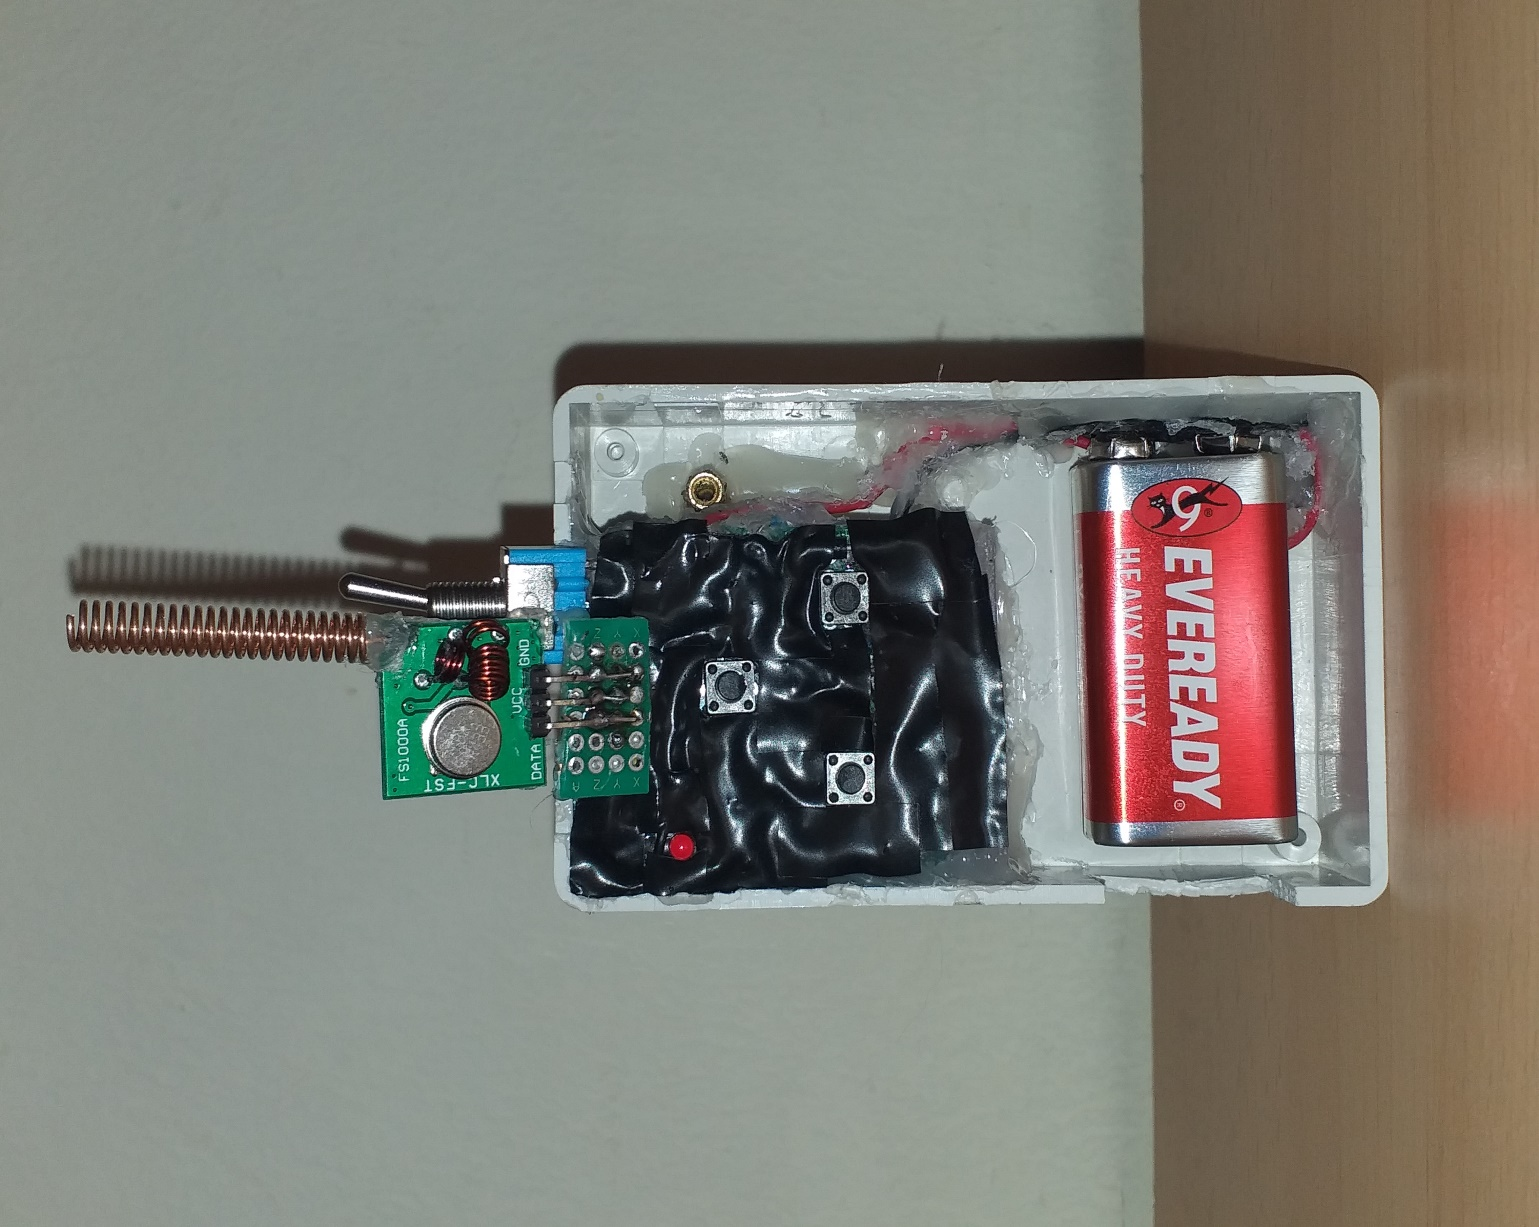 FS1000A
XLC-FST
DATA
VCC
GND
A Z Y X
A Z Y X
9
®
EVEREADY
®
HEAVY DUTY